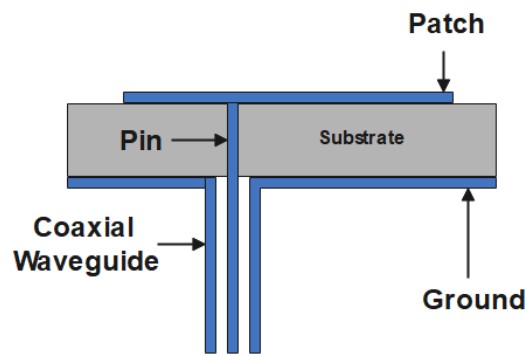 Patch
Pin
Substrate
Coaxial
Waveguide
Ground